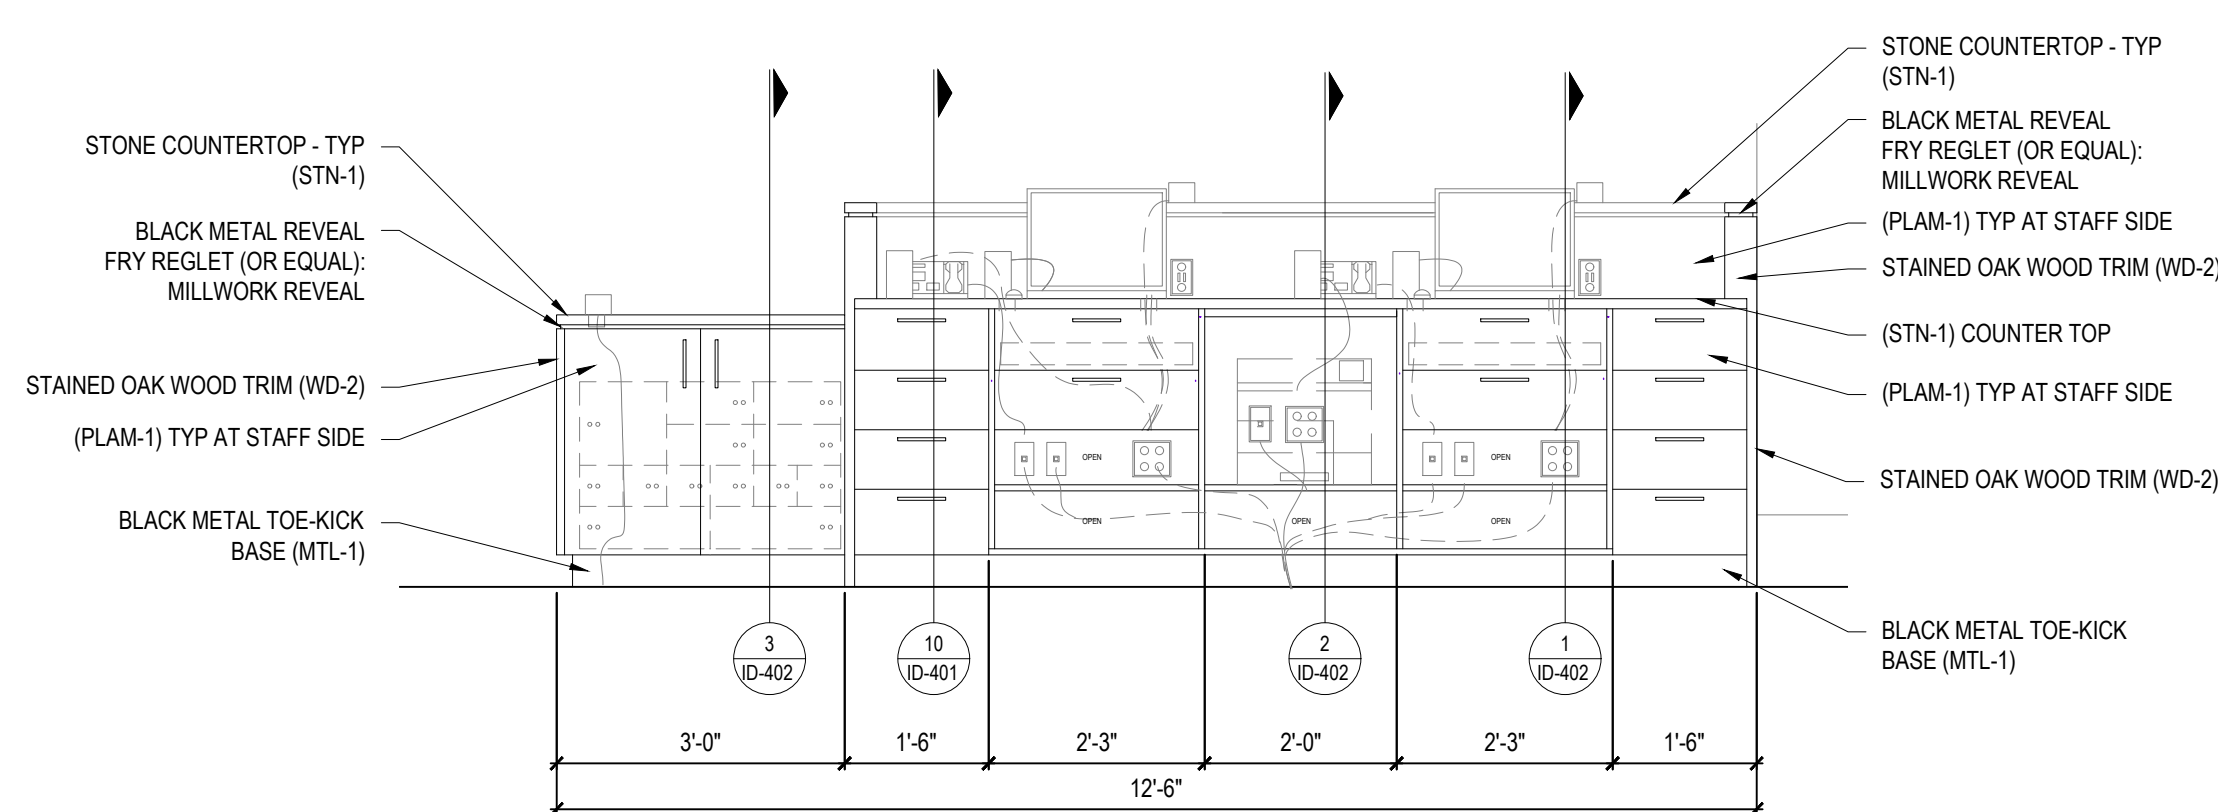 STONE COUNTERTOP - TYP
(STN-1)
BLACK METAL REVEAL
FRY REGLET (OR EQUAL):
MILLWORK REVEAL
STAINED OAK WOOD TRIM (WD-2)
(PLAM-1) TYP AT STAFF SIDE
BLACK METAL TOE-KICK
BASE (MTL-1)
STONE COUNTERTOP - TYP
(STN-1)
BLACK METAL REVEAL
FRY REGLET (OR EQUAL):
MILLWORK REVEAL
(PLAM-1) TYP AT STAFF SIDE
STAINED OAK WOOD TRIM (WD-2)
(STN-1) COUNTER TOP
(PLAM-1) TYP AT STAFF SIDE
STAINED OAK WOOD TRIM (WD-2)
BLACK METAL TOE-KICK
BASE (MTL-1)
OPEN
OPEN
OPEN
OPEN
OPEN
3
ID-402
10
ID-401
2
ID-402
1
ID-402
3'-0"
1'-6"
2'-3"
2'-0"
2'-3"
1'-6"
12'-6"